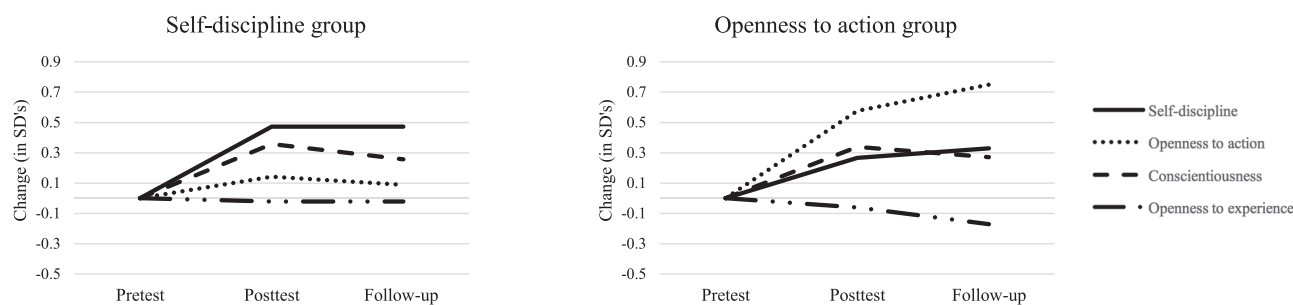 Self-discipline group
Change (in SD's)
0.9
0.7
0.5
0.3
0.1
-0.1
-0.3
-0.5
Pretest Posttest Follow-up
Openness to action group
Change (in SD's)
0.9
0.7
0.5
0.3
0.1
-0.1
-0.3
-0.5
Pretest Posttest Follow-up
Self-discipline
Openness to action
Conscientiousness
Openness to experience